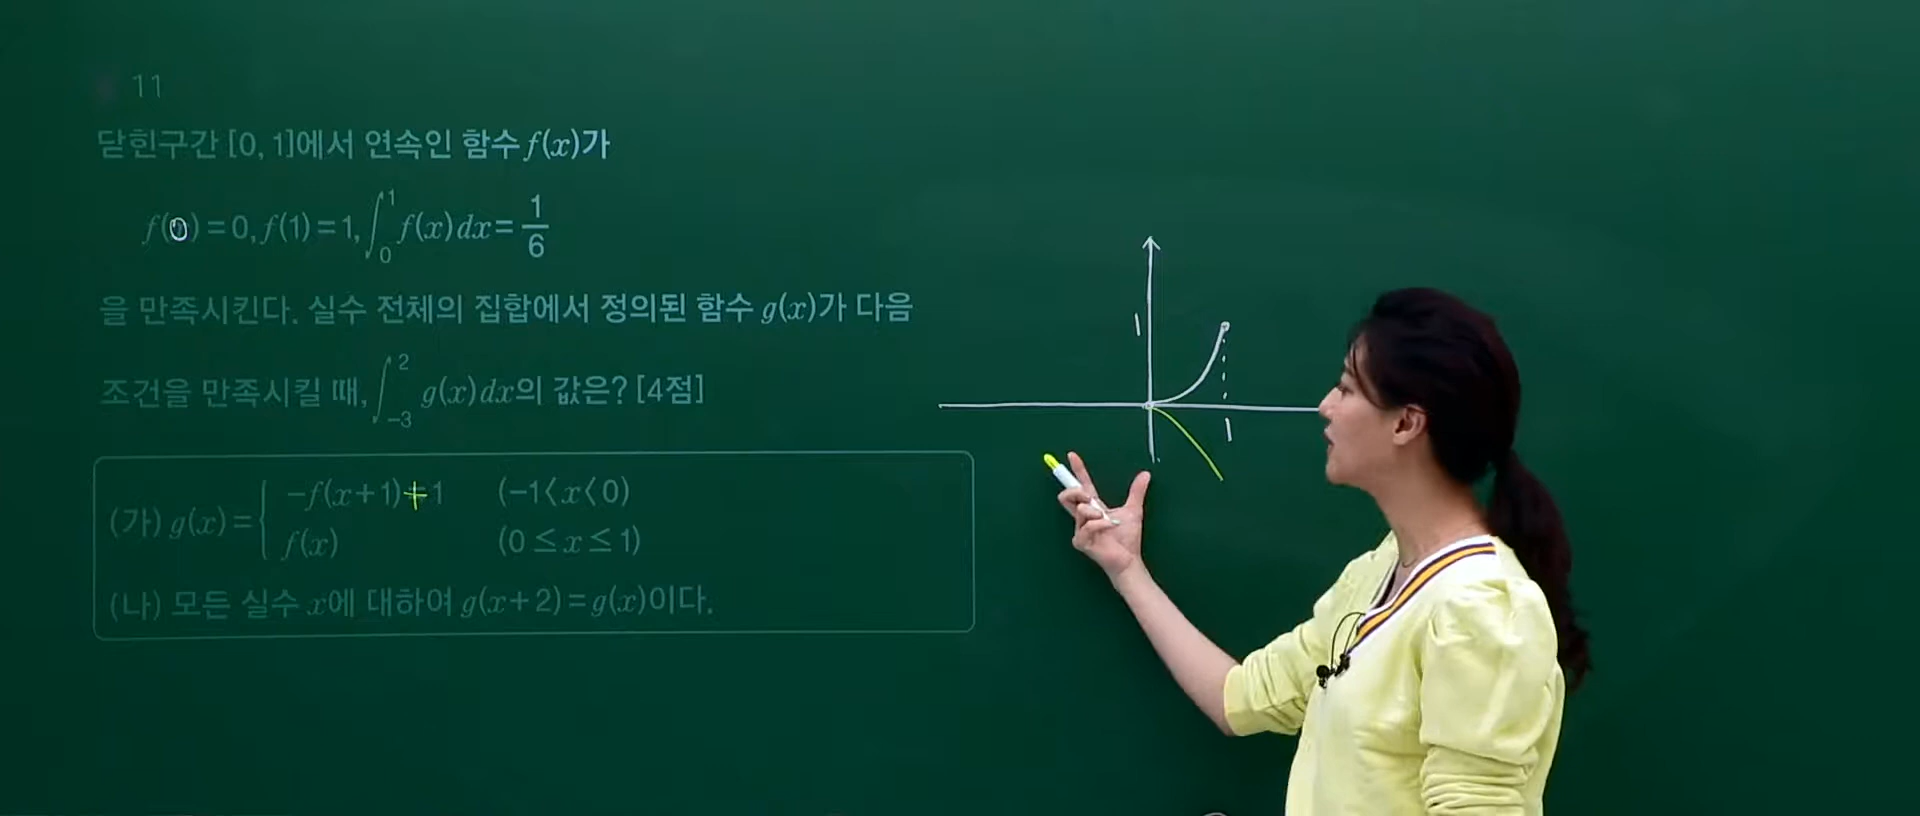 11
닫힌구간 [0, 1]에서 연속인 함수 f(x)가
f(0) = 0, f(1) = 1, ∫₀¹ f(x) dx = 1/6
을 만족시킨다. 실수 전체의 집합에서 정의된 함수 g(x)가 다음
조건을 만족시킬 때, ∫₋₃² g(x) dx의 값은? [4점]
(가) g(x) = { -f(x+1)+1 (-1<x<0)
f(x) (0 ≤ x ≤ 1)
(나) 모든 실수 x에 대하여 g(x+2) = g(x)이다.
1
1